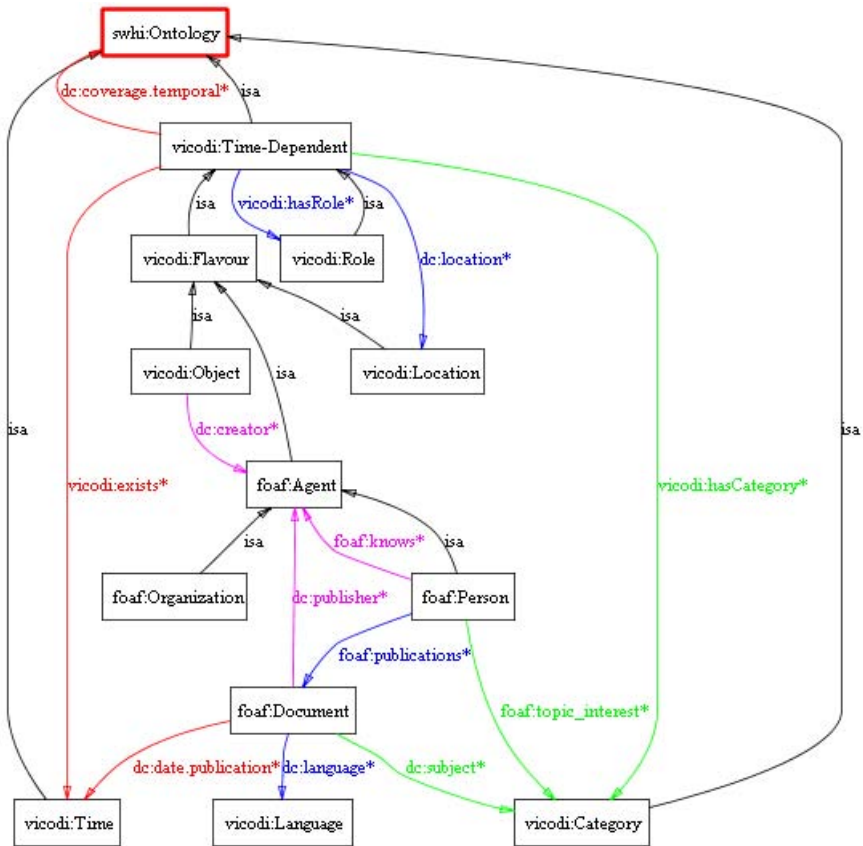 swhi:Ontology
dc:coverage.temporal*
isa
vicodi:Time-Dependent
isa
vicodi:hasRole*
isa
vicodi:Flavour
vicodi:Role
dc:location*
isa
isa
vicodi:Object
vicodi:Location
isa
dc:creator*
isa
isa
foaf:Agent
vicodi:exists*
vicodi:hasCategory*
isa
foaf:knows*
isa
foaf:Organization
dc:publisher*
foaf:Person
foaf:publications*
foaf:Document
foaf:topic_interest*
dc:date.publication*
dc:language*
dc:subject*
vicodi:Time
vicodi:Language
vicodi:Category